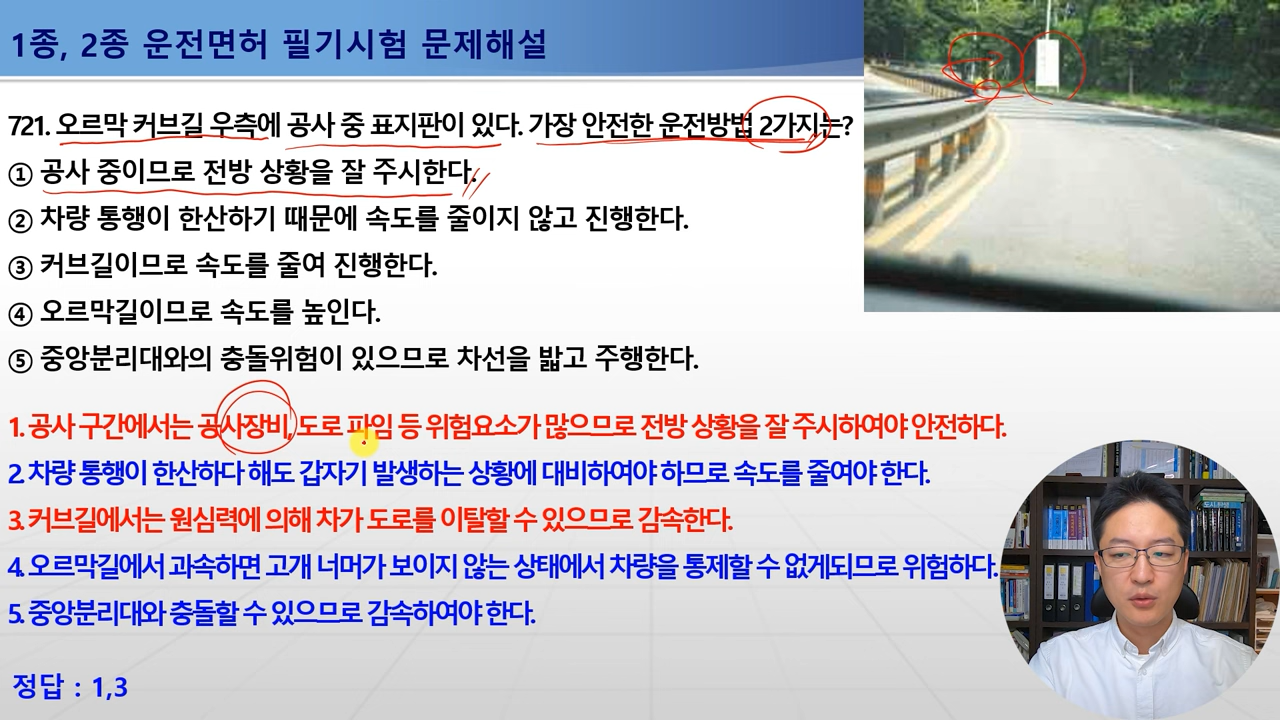 1종, 2종 운전면허 필기시험 문제해설
721. 오르막 커브길 우측에 공사 중 표지판이 있다. 가장 안전한 운전방법 2가지는?
① 공사 중이므로 전방 상황을 잘 주시한다.
② 차량 통행이 한산하기 때문에 속도를 줄이지 않고 진행한다.
③ 커브길이므로 속도를 줄여 진행한다.
④ 오르막길이므로 속도를 높인다.
⑤ 중앙분리대와의 충돌위험이 있으므로 차선을 밟고 주행한다.
1. 공사 구간에서는 공사장비, 도로 파임 등 위험요소가 많으므로 전방 상황을 잘 주시하여야 안전하다.
2. 차량 통행이 한산하다 해도 갑자기 발생하는 상황에 대비하여야 하므로 속도를 줄여야 한다.
3. 커브길에서는 원심력에 의해 차가 도로를 이탈할 수 있으므로 감속한다.
4. 오르막길에서 과속하면 고개 너머가 보이지 않는 상태에서 차량을 통제할 수 없게되므로 위험하다.
5. 중앙분리대와 충돌할 수 있으므로 감속하여야 한다.
정답 : 1,3